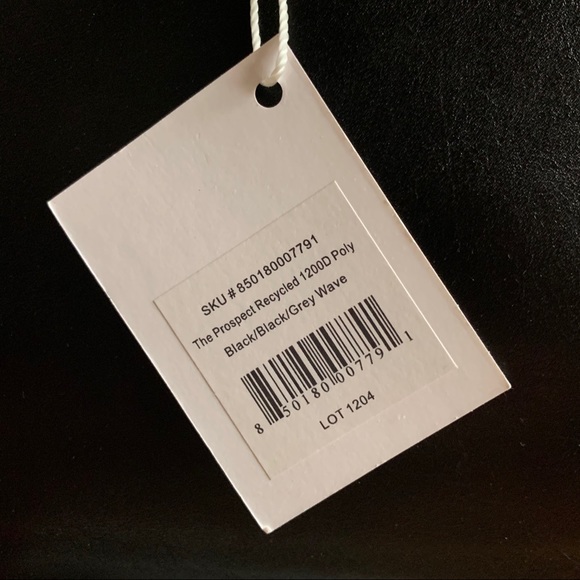 SKU # 850180007791
The Prospect Recycled 1200D Poly
Black/Black/Grey Wave
8 50180 00779 1
LOT 1204